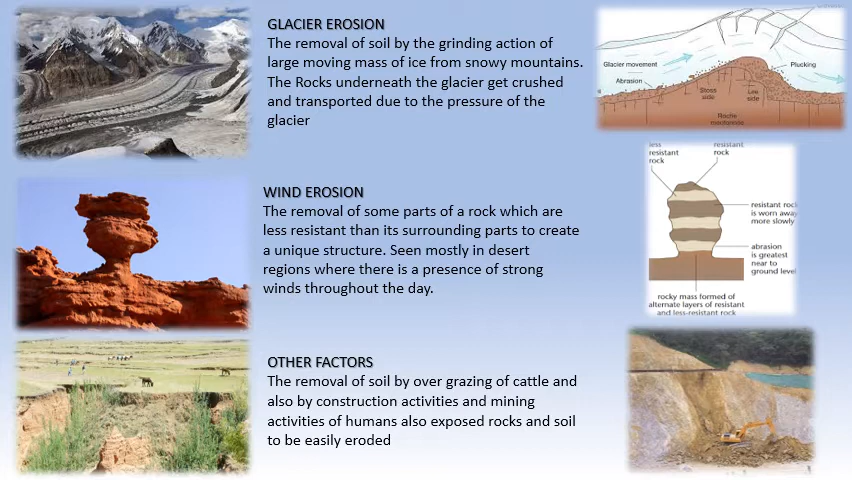 GLACIER EROSION
The removal of soil by the grinding action of
large moving mass of ice from snowy mountains.
The Rocks underneath the glacier get crushed
and transported due to the pressure of the
glacier
Glacier movement
Plucking
Abrasion
Stoss
side
Lee
side
Roche
moutonnée
WIND EROSION
The removal of some parts of a rock which are
less resistant than its surrounding parts to create
a unique structure. Seen mostly in desert
regions where there is a presence of strong
winds throughout the day.
less
resistant
rock
resistant
rock
resistant rock
is worn away
more slowly
abrasion
is greatest
near to
ground level
rocky mass formed of
alternate layers of resistant
and less-resistant rock
OTHER FACTORS
The removal of soil by over grazing of cattle and
also by construction activities and mining
activities of humans also exposed rocks and soil
to be easily eroded